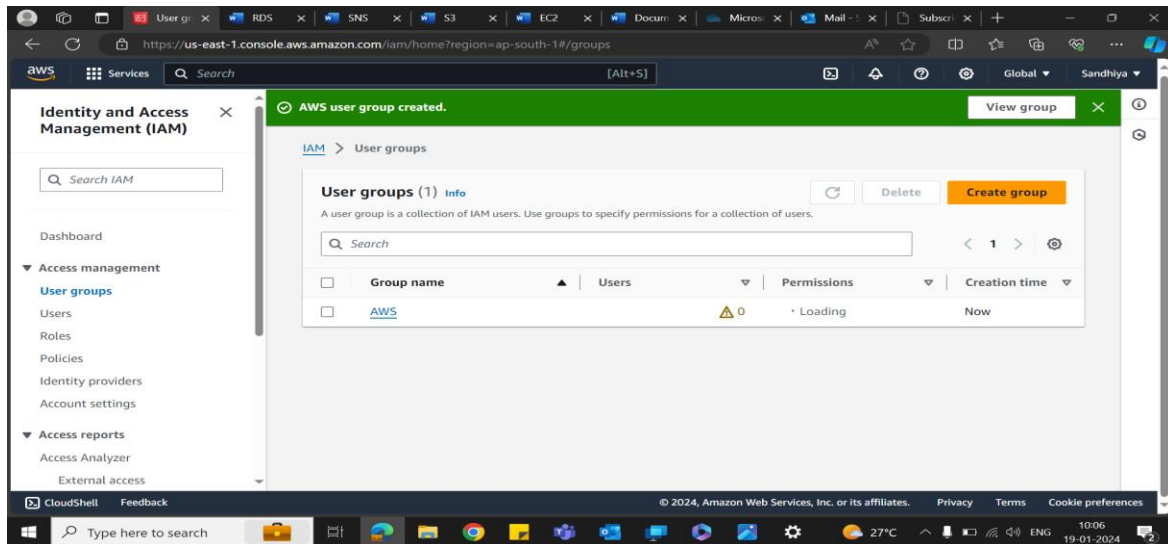 User gr
RDS
SNS
S3
EC2
Docum
Micros
Mail -
Subscri
https://us-east-1.console.aws.amazon.com/iam/home?region=ap-south-1#/groups
aws
Services
Search
[Alt+S]
Global
Sandhiya
Identity and Access
Management (IAM)
Search IAM
Dashboard
Access management
User groups
Users
Roles
Policies
Identity providers
Account settings
Access reports
Access Analyzer
External access
AWS user group created.
View group
IAM > User groups
User groups (1) Info
Delete
Create group
A user group is a collection of IAM users. Use groups to specify permissions for a collection of users.
Search
< 1 >
Group name
Users
Permissions
Creation time
AWS
0
Loading
Now
CloudShell
Feedback
© 2024, Amazon Web Services, Inc. or its affiliates.
Privacy
Terms
Cookie preferences
Type here to search
27°C
ENG
10:06
19-01-2024
2